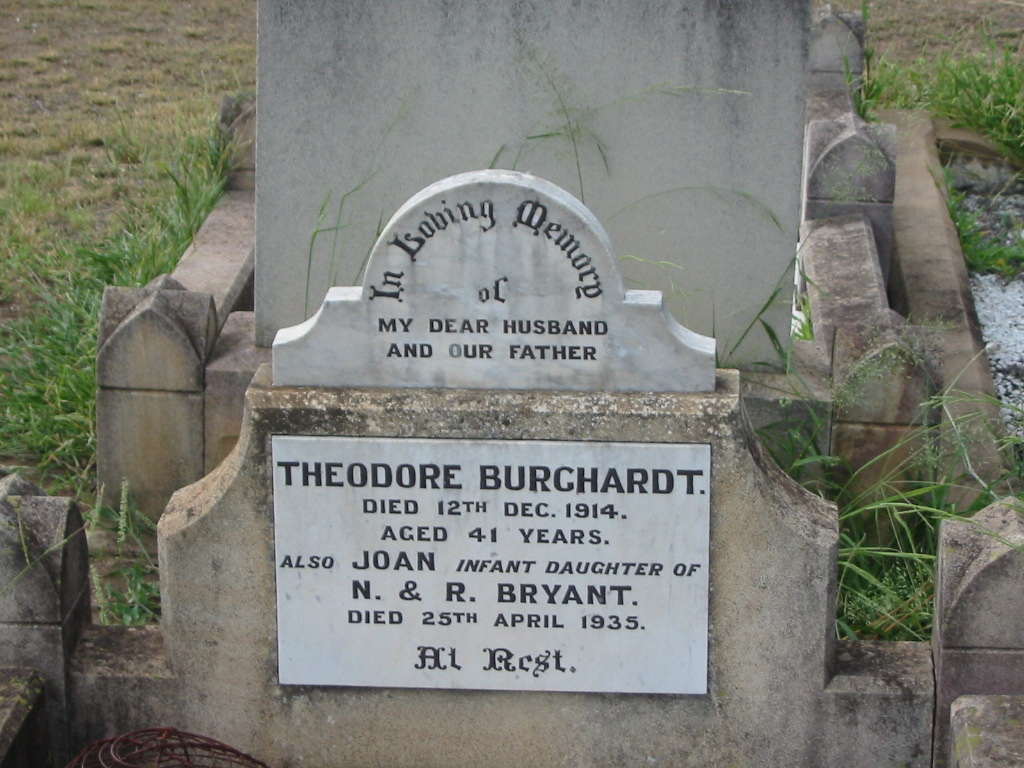 In Loving Memory
of
MY DEAR HUSBAND
AND OUR FATHER
THEODORE BURGHARDT.
DIED 12TH DEC. 1914.
AGED 41 YEARS.
ALSO JOAN INFANT DAUGHTER OF
N. & R. BRYANT.
DIED 25TH APRIL 1935.
At Rest.